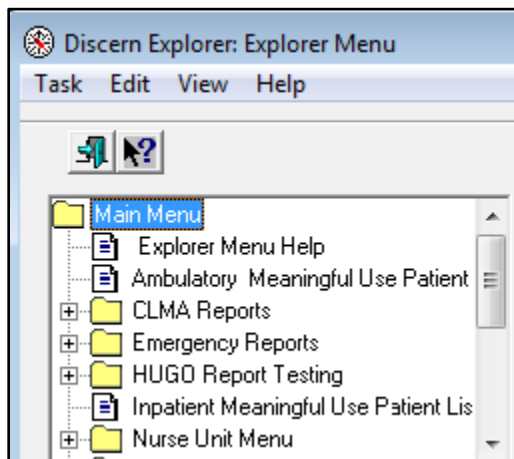 Discern Explorer: Explorer Menu
Task Edit View Help
Main Menu
Explorer Menu Help
Ambulatory Meaningful Use Patient
CLMA Reports
Emergency Reports
HUGO Report Testing
Inpatient Meaningful Use Patient Lis
Nurse Unit Menu